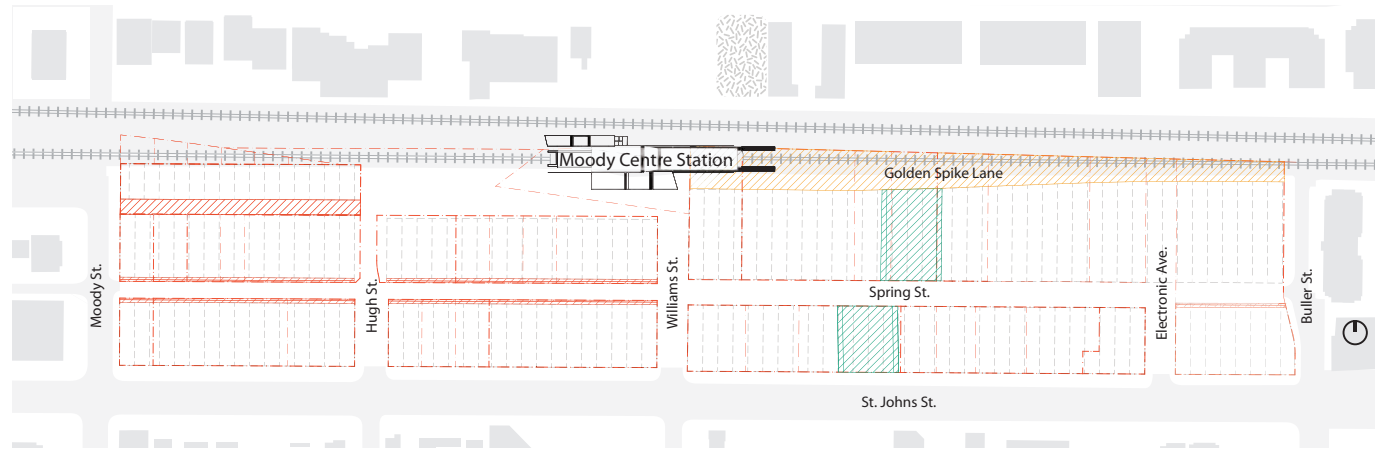 Moody Centre Station
Golden Spike Lane
Moody St.
Hugh St.
Williams St.
Spring St.
Electronic Ave.
Buller St.
St. Johns St.